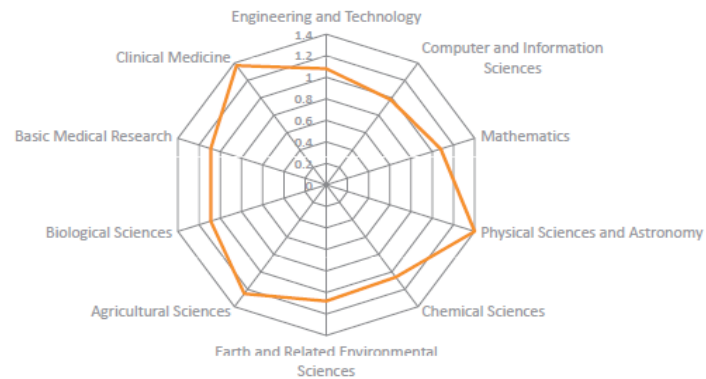 Engineering and Technology
1.4
Clinical Medicine
1.2
Computer and Information
Sciences
1
0.8
Basic Medical Research
0.6
Mathematics
0.4
0.2
0
Biological Sciences
Physical Sciences and Astronomy
Agricultural Sciences
Chemical Sciences
Earth and Related Environmental
Sciences